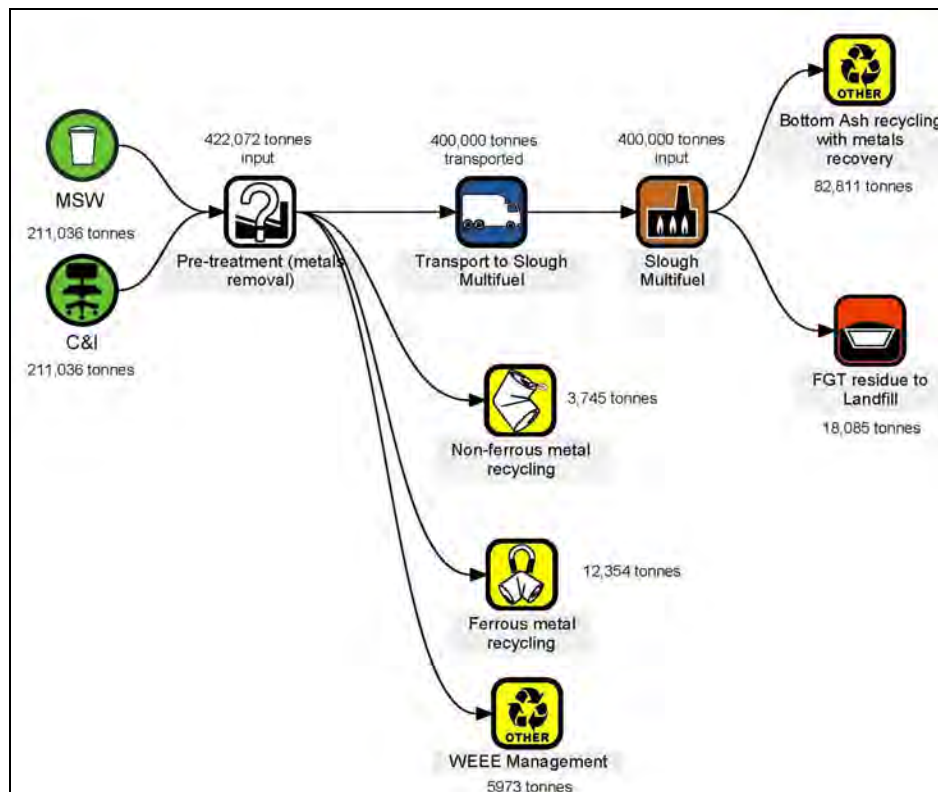 MSW
211,036 tonnes
C&I
211,036 tonnes
422,072 tonnes
input
Pre-treatment (metals
removal)
400,000 tonnes
transported
Transport to Slough
Multifuel
400,000 tonnes
input
Slough
Multifuel
OTHER
Bottom Ash recycling
with metals
recovery
82,811 tonnes
FGT residue to
Landfill
18,085 tonnes
3,745 tonnes
Non-ferrous metal
recycling
12,354 tonnes
Ferrous metal
recycling
OTHER
WEEE Management
5973 tonnes